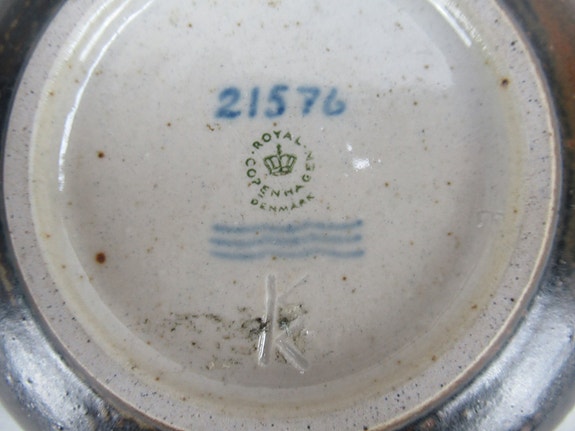 21576
ROYAL COPENHAGEN
DENMARK
K